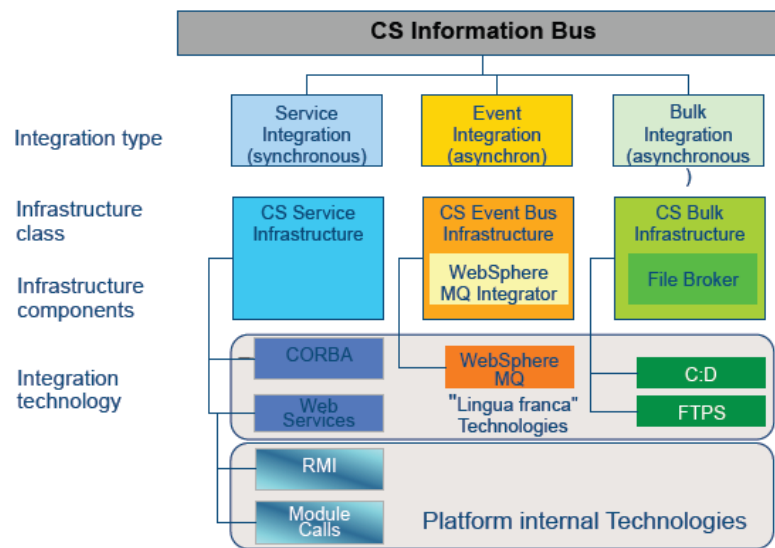 CS Information Bus
Integration type
Service
Integration
(synchronous)
Event
Integration
(asynchron)
Bulk
Integration
(asynchronous
)
Infrastructure
class
CS Service
Infrastructure
CS Event Bus
Infrastructure
CS Bulk
Infrastructure
Infrastructure
components
WebSphere
MQ Integrator
File Broker
Integration
technology
CORBA
Web
Services
WebSphere
MQ
"Lingua franca"
Technologies
C:D
FTPS
RMI
Module
Calls
Platform internal Technologies